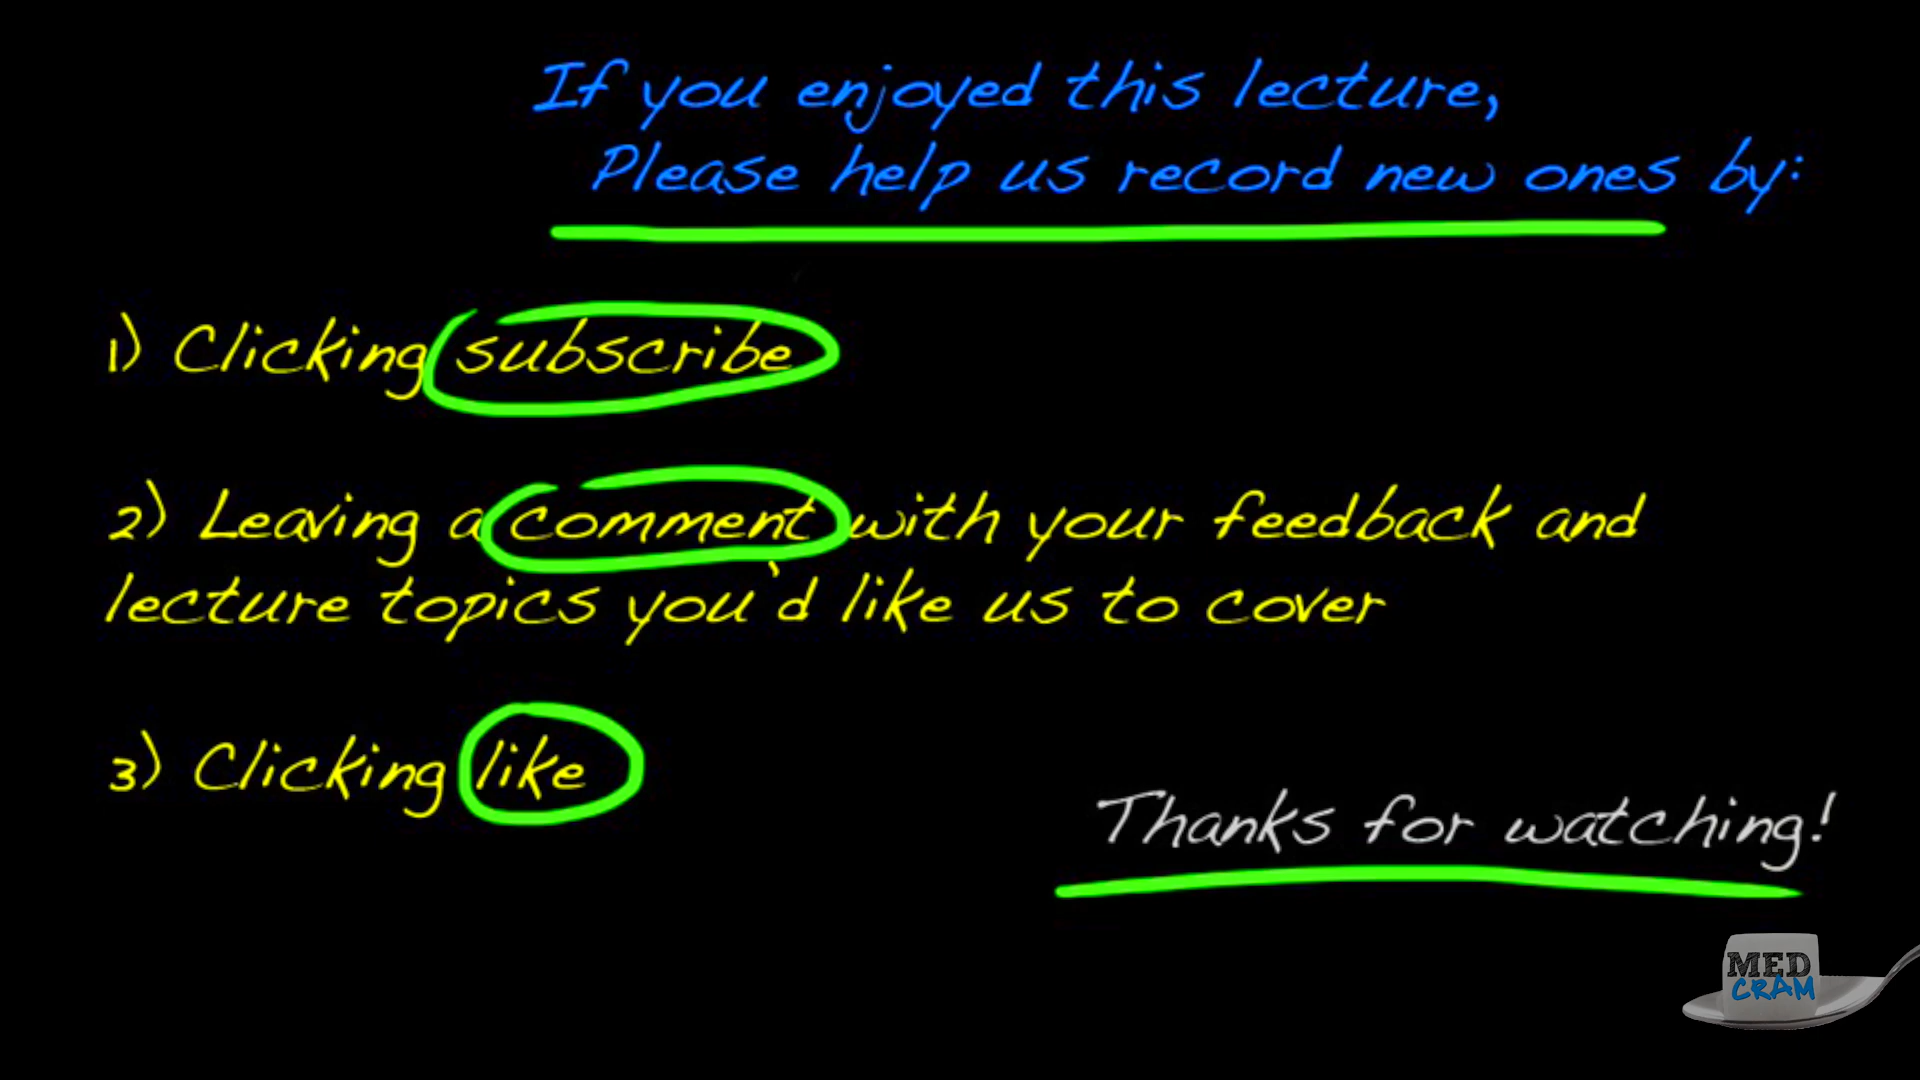 If you enjoyed this lecture,
Please help us record new ones by:
1) Clicking subscribe
2) Leaving a comment with your feedback and
lecture topics you'd like us to cover
3) Clicking like
Thanks for watching!
MED
CRAM